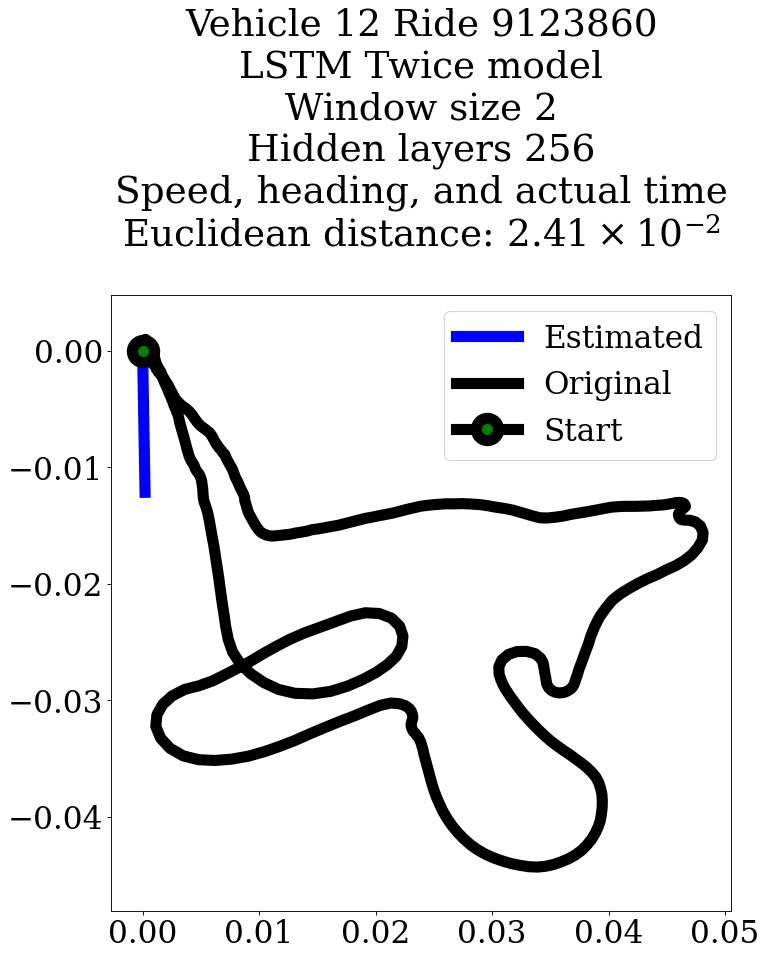 Vehicle 12 Ride 9123860
LSTM Twice model
Window size 2
Hidden layers 256
Speed, heading, and actual time
Euclidean distance: 2.41 × 10⁻²
Estimated
Original
Start
0.00
−0.01
−0.02
−0.03
−0.04
0.00 0.01 0.02 0.03 0.04 0.05